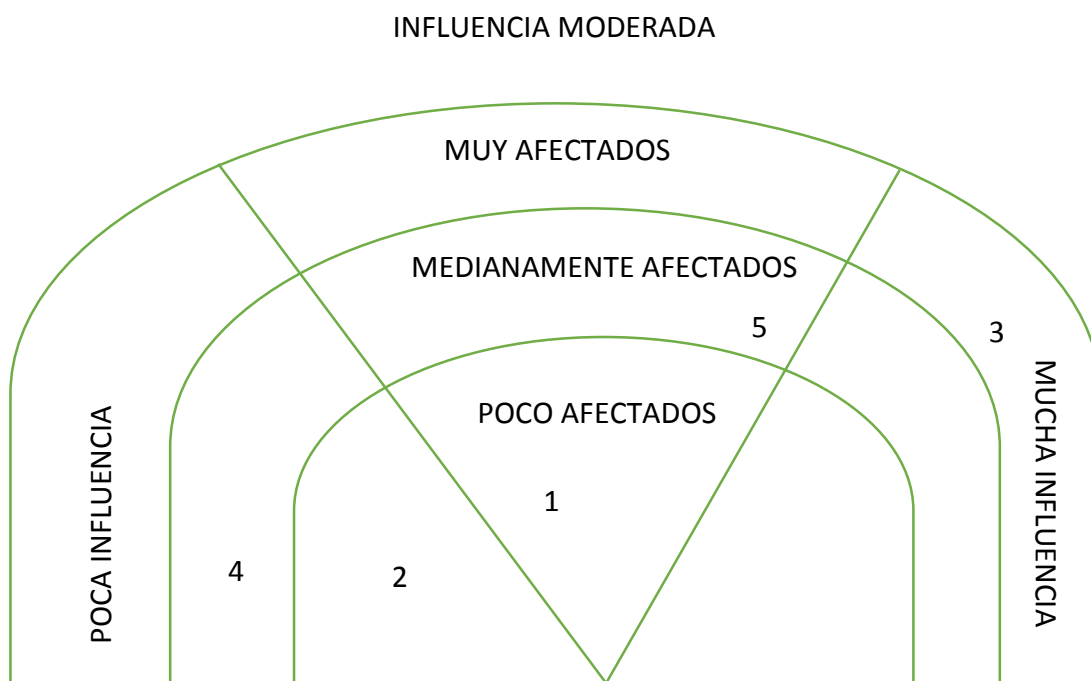 INFLUENCIA MODERADA
MUY AFECTADOS
MEDIANAMENTE AFECTADOS
5
3
POCO AFECTADOS
1
4
2
POCA INFLUENCIA
MUCHA INFLUENCIA